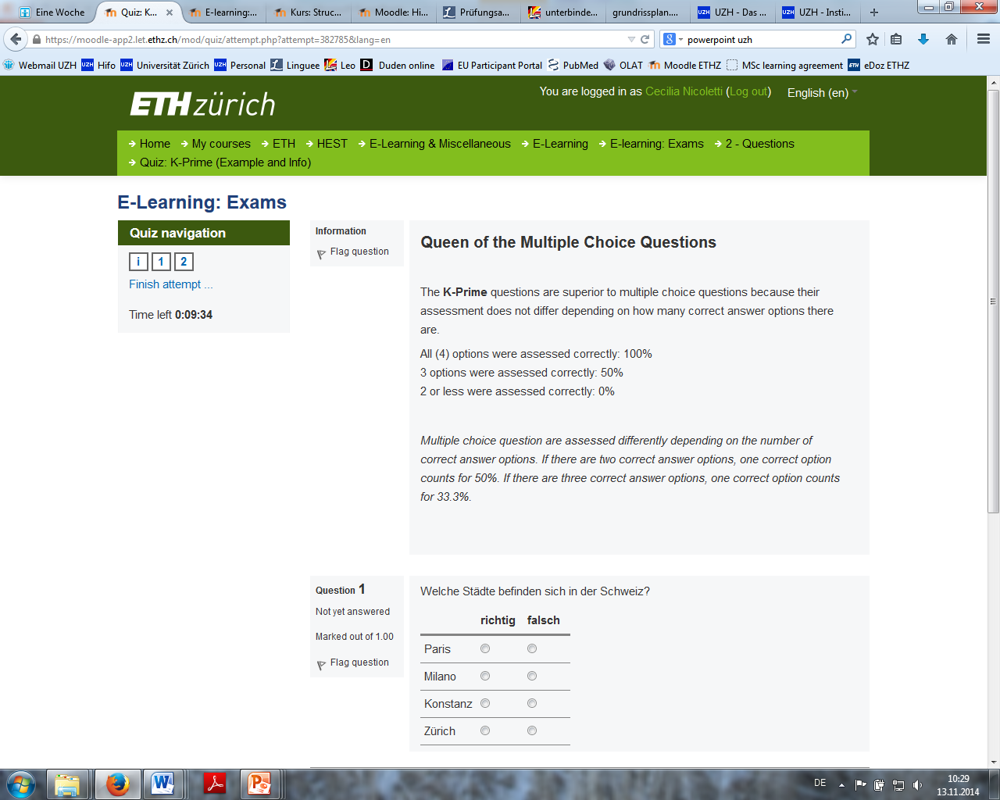 Eine Woche
Quiz: K...
E-learning:...
Kurs: Struc...
Moodle: Hi...
Prüfungsa...
unterbinde...
grundrissplan....
UZH - Das ...
UZH - Insti...
https://moodle-app2.let.ethz.ch/mod/quiz/attempt.php?attempt=382785&lang=en
powerpoint uzh
Webmail UZH
Hifo
Universität Zürich
Personal
Linguee
Leo
Duden online
EU Participant Portal
PubMed
OLAT
Moodle ETHZ
MSc learning agreement
eDoz ETHZ
ETH zürich
You are logged in as Cecilia Nicoletti (Log out)
English (en)
Home
My courses
ETH
HEST
E-Learning & Miscellaneous
E-Learning
E-learning: Exams
2 - Questions
Quiz: K-Prime (Example and Info)
E-Learning: Exams
Quiz navigation
i 1 2
Finish attempt ...
Time left 0:09:34
Information
Flag question
Queen of the Multiple Choice Questions
The K-Prime questions are superior to multiple choice questions because their
assessment does not differ depending on how many correct answer options there
are.
All (4) options were assessed correctly: 100%
3 options were assessed correctly: 50%
2 or less were assessed correctly: 0%
Multiple choice question are assessed differently depending on the number of
correct answer options. If there are two correct answer options, one correct option
counts for 50%. If there are three correct answer options, one correct option counts
for 33.3%.
Question 1
Not yet answered
Marked out of 1.00
Flag question
Welche Städte befinden sich in der Schweiz?
richtig falsch
Paris
Milano
Konstanz
Zürich
DE
10:29
13.11.2014